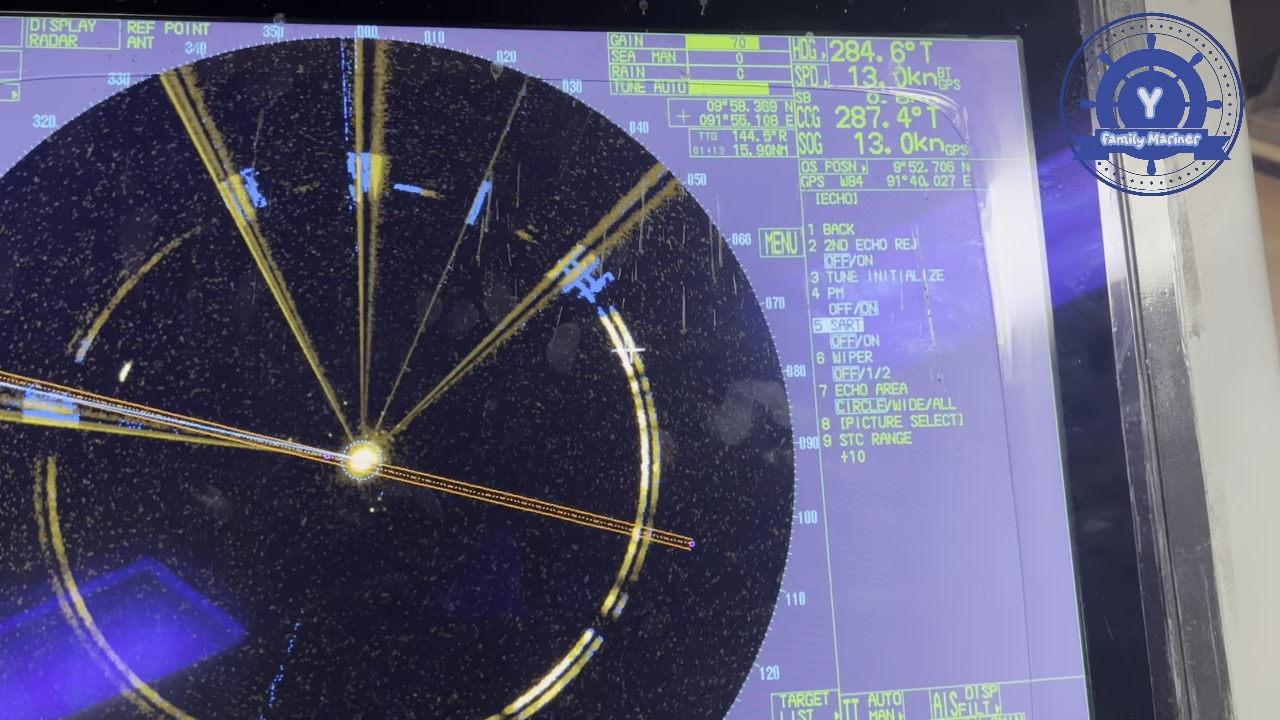 DISPLAY
RADAR
REF POINT
ANT
350
000
010
340
020
330
030
320
040
050
060
070
080
090
100
110
120
GAIN 70
SEA MAN 0
RAIN 0
TUNE AUTO
HDG 284.6°T
SPD 13.0kn BT
GPS
SB
COG 287.4°T
SOG 13.0kn GPS
+ 09°58.369 N
091°55.108 E
TTG 144.5°R
15.90NM
OS POSN 9°52.706 N
GPS W84 91°40.027 E
[ECHO]
MENU
1 BACK
2 2ND ECHO REJ
OFF/ON
3 TUNE INITIALIZE
4 PM
OFF/ON
5 SART
OFF/ON
6 WIPER
OFF/1/2
7 ECHO AREA
CIRCLE/WIDE/ALL
8 [PICTURE SELECT]
9 STC RANGE
+10
TARGET
LIST
TT AUTO
MAN
AIS DISP
FILT
Y
Family Mariner